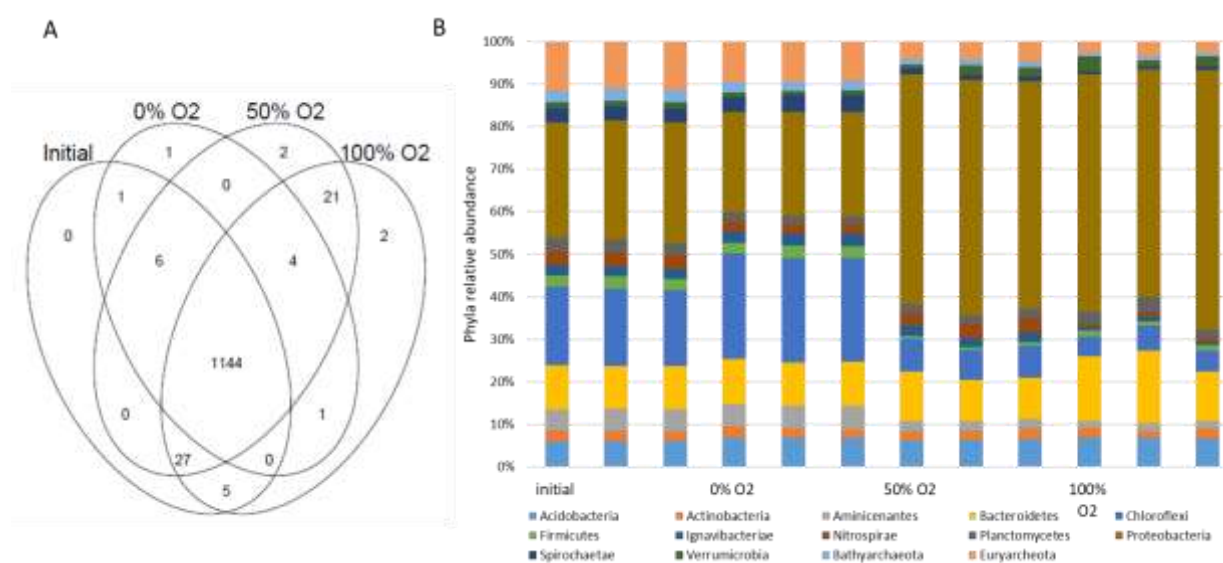 A
0% O2 50% O2
Initial 100% O2
1 2
1 0 21
0 2
6 4
1144
0 1
27 0
5
B
Phyla relative abundance
100%
90%
80%
70%
60%
50%
40%
30%
20%
10%
0%
initial 0% O2 50% O2 100%
O2
Acidobacteria Actinobacteria Aminicenantes Bacteroidetes Chloroflexi
Firmicutes Ignavibacteriae Nitrospirae Planctomycetes Proteobacteria
Spirochaetae Verrumicrobia Bathyarchaeota Euryarcheota